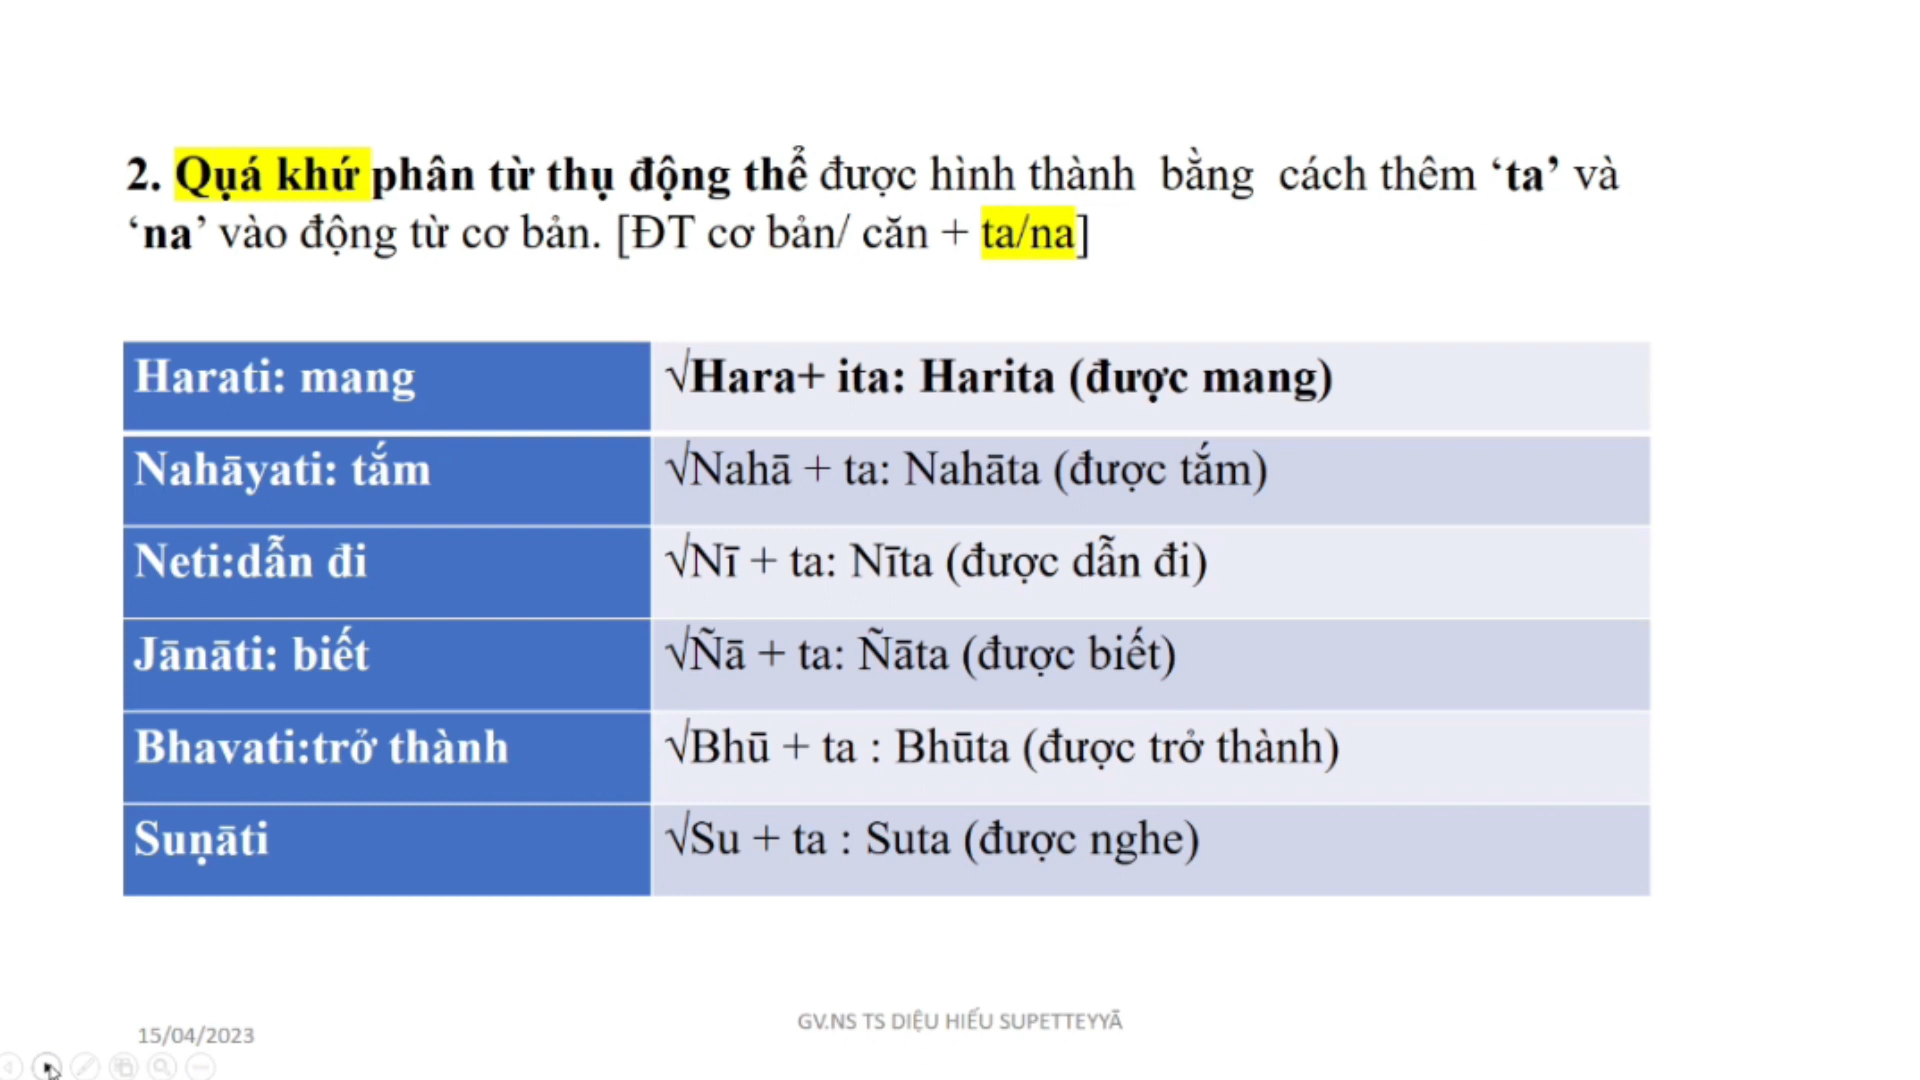 2. Quá khứ phân từ thụ động thể được hình thành bằng cách thêm ‘ta’ và
‘na’ vào động từ cơ bản. [ĐT cơ bản/ căn + ta/na]
Harati: mang
√Hara+ ita: Harita (được mang)
Nahāyati: tắm
√Nahā + ta: Nahāta (được tắm)
Neti:dẫn đi
√Nī + ta: Nīta (được dẫn đi)
Jānāti: biết
√Ñā + ta: Ñāta (được biết)
Bhavati:trở thành
√Bhū + ta : Bhūta (được trở thành)
Suṇāti
√Su + ta : Suta (được nghe)
15/04/2023
GV.NS TS DIỆU HIẾU SUPETTEYYĀ